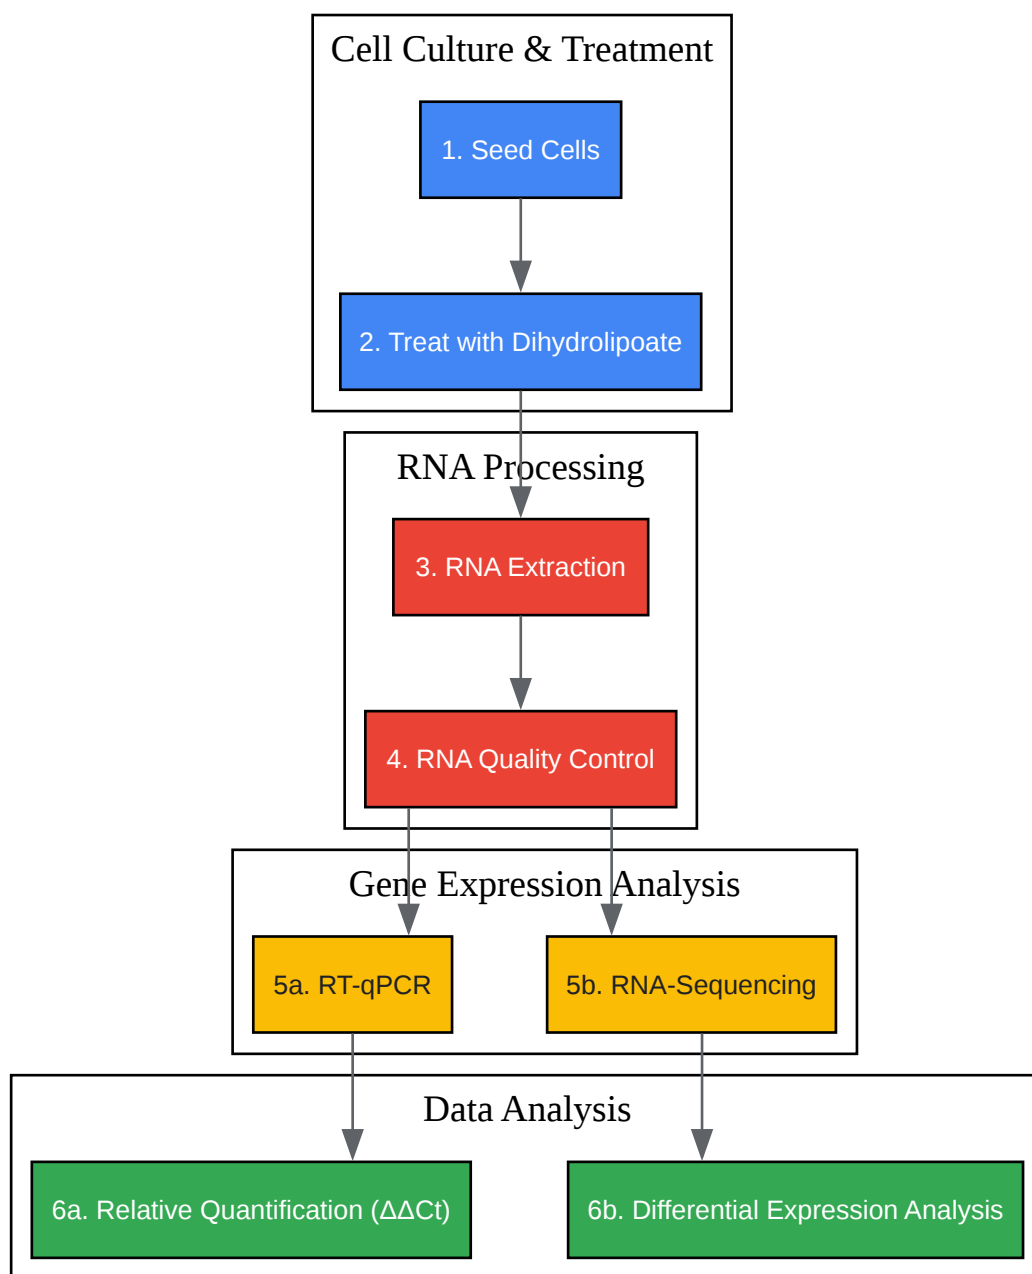 Cell Culture & Treatment
1. Seed Cells
2. Treat with Dihydrolipoate
RNA Processing
3. RNA Extraction
4. RNA Quality Control
Gene Expression Analysis
5a. RT-qPCR
5b. RNA-Sequencing
Data Analysis
6a. Relative Quantification (ΔΔCt)
6b. Differential Expression Analysis